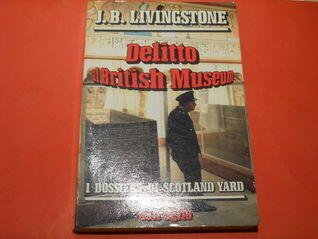 J.B. LIVINGSTONE
Delitto
al British Museum
I DOSSIERS DI SCOTLAND YARD